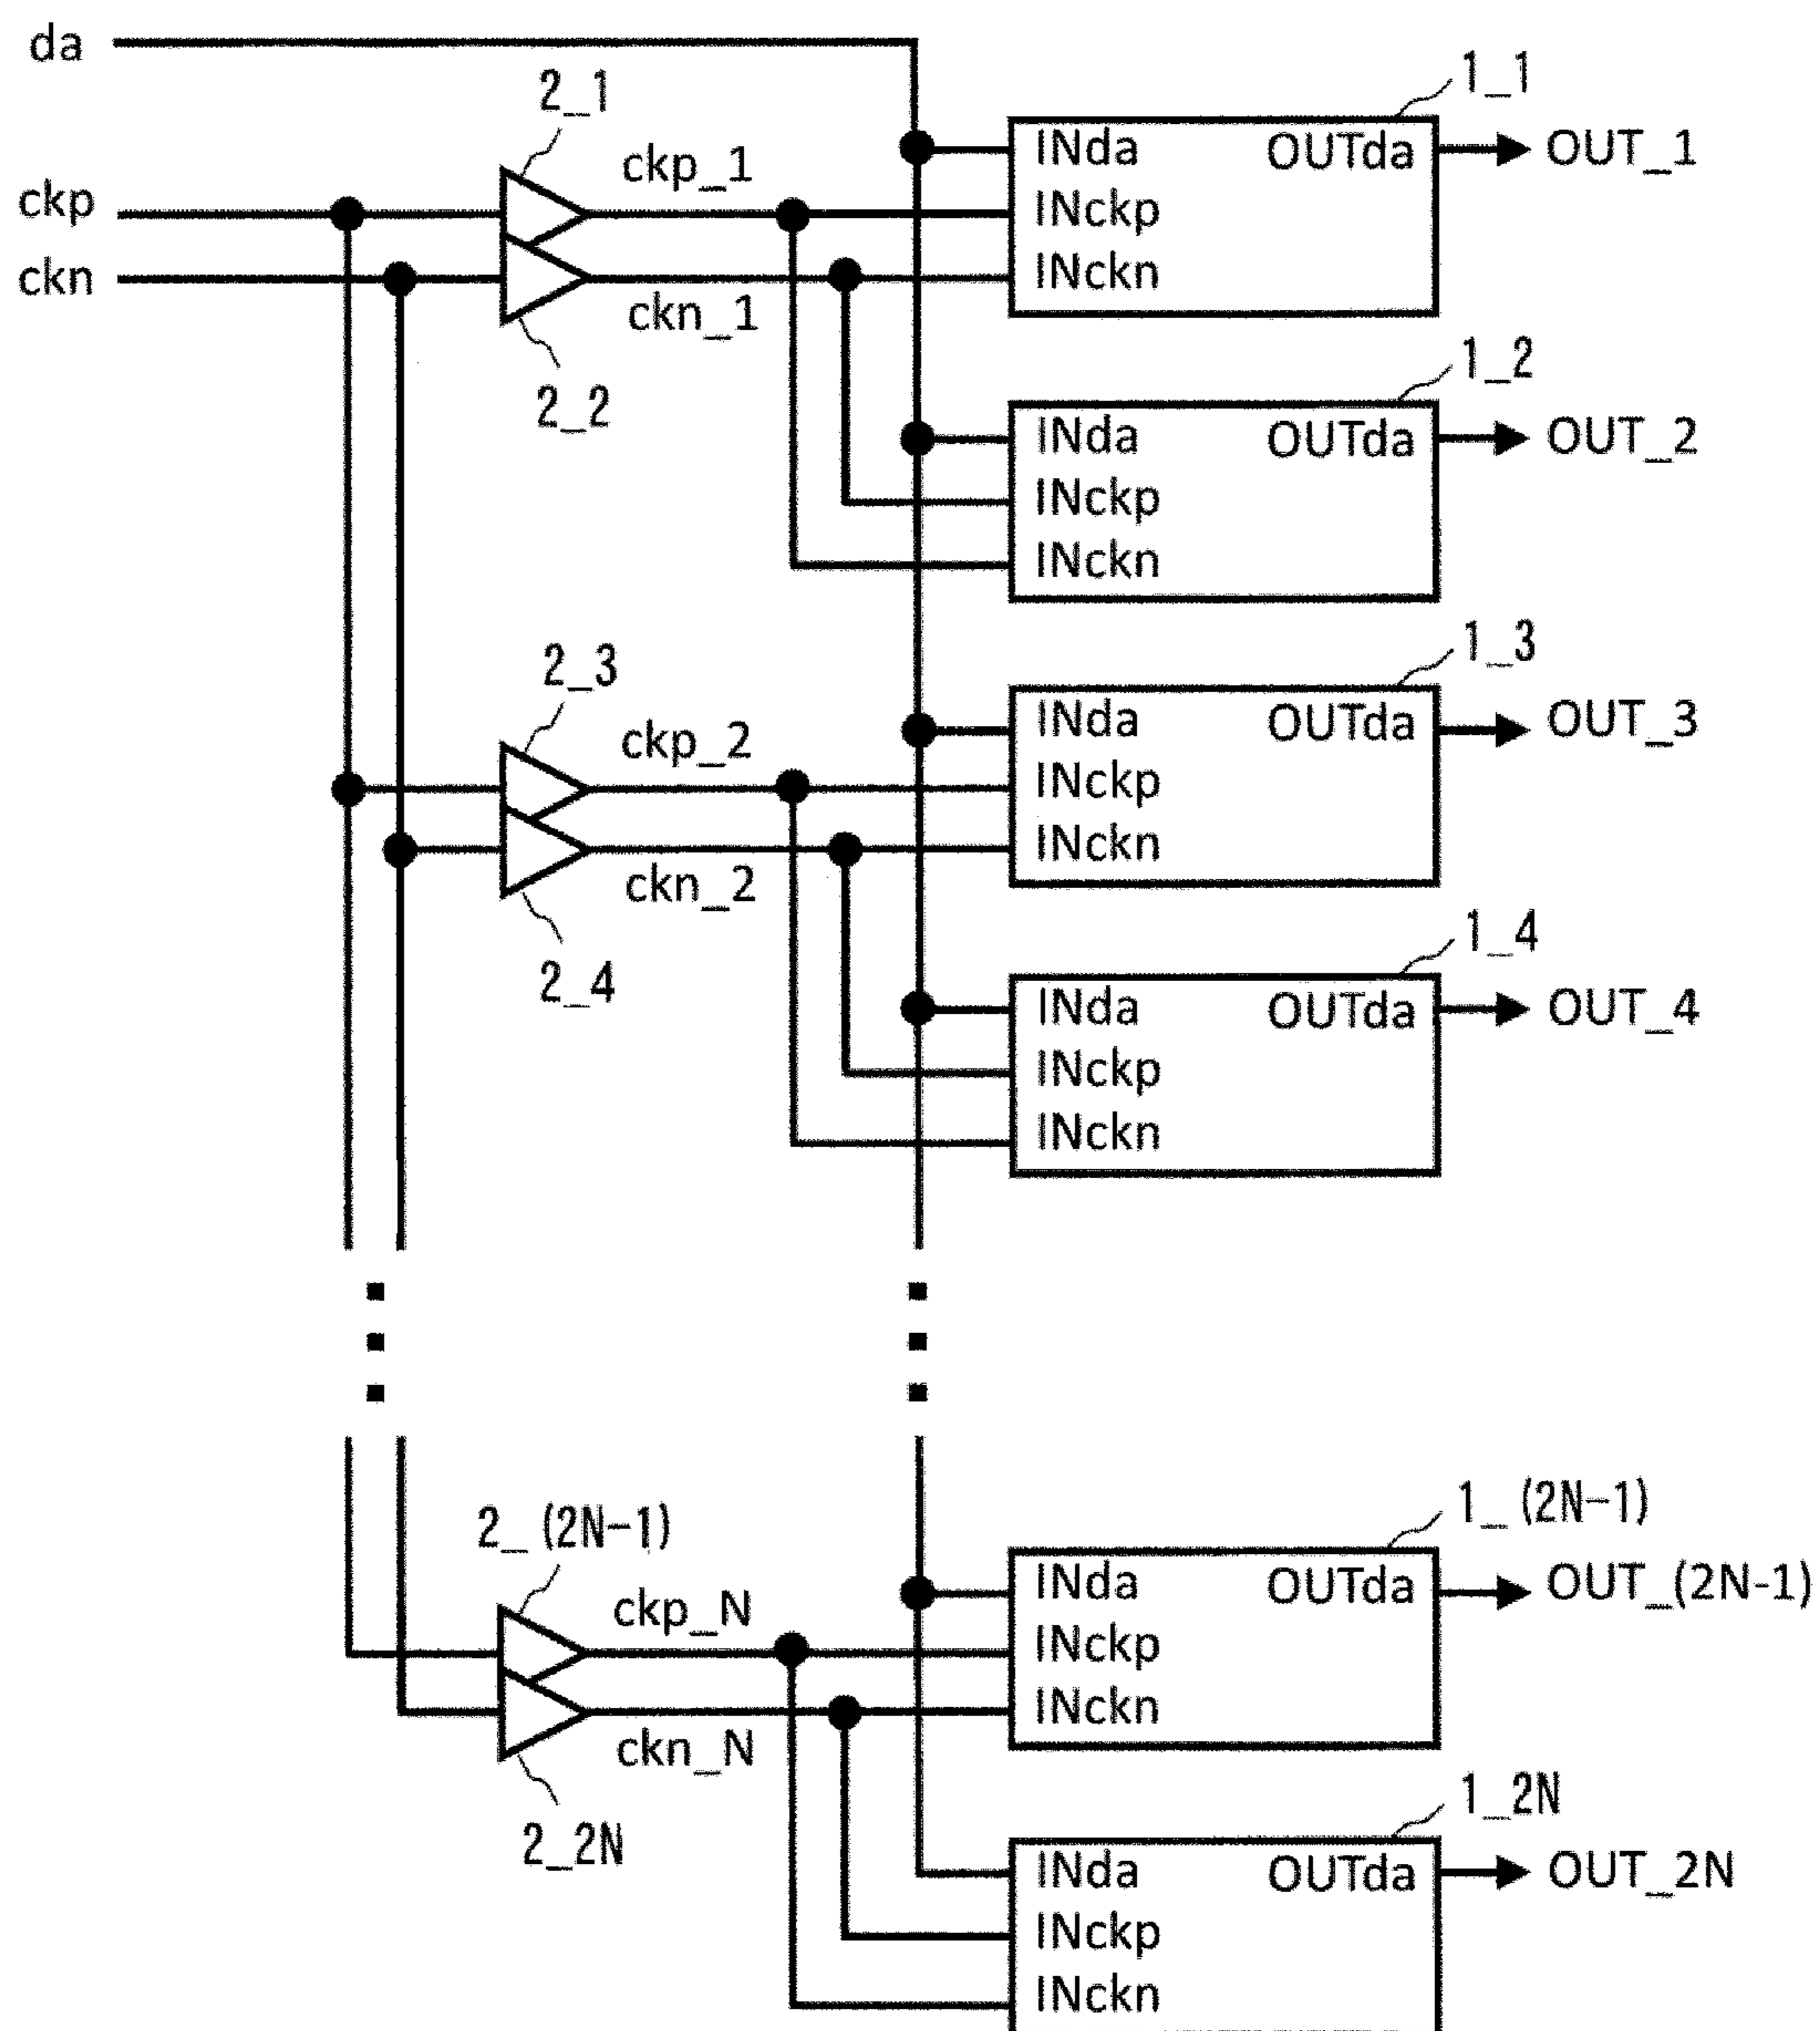 da
2_1
1_1
ckp
ckp_1
INda OUTda OUT_1
INckp
ckn
INckn
ckn_1
2_2
1_2
INda OUTda OUT_2
INckp
INckn
2_3
1_3
ckp_2
INda OUTda OUT_3
INckp
INckn
ckn_2
2_4
1_4
INda OUTda OUT_4
INckp
INckn
2_(2N-1)
1_(2N-1)
ckp_N
INda OUTda OUT_(2N-1)
INckp
INckn
ckn_N
2_2N
1_2N
INda OUTda OUT_2N
INckp
INckn